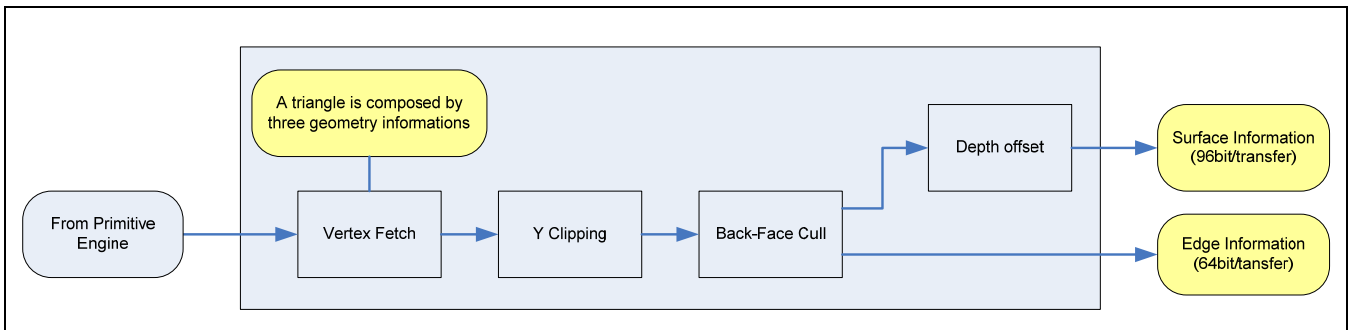 A triangle is composed by
three geometry informations
From Primitive
Engine
Vertex Fetch
Y Clipping
Back-Face Cull
Depth offset
Surface Information
(96bit/transfer)
Edge Information
(64bit/tansfer)